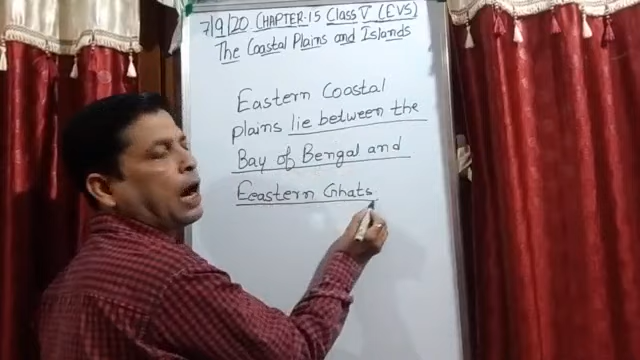 7/9/20 CHAPTER-15 Class V (EVS)
The Coastal Plains and Islands
Eastern Coastal
plains lie between the
Bay of Bengal and
Eeastern Ghats